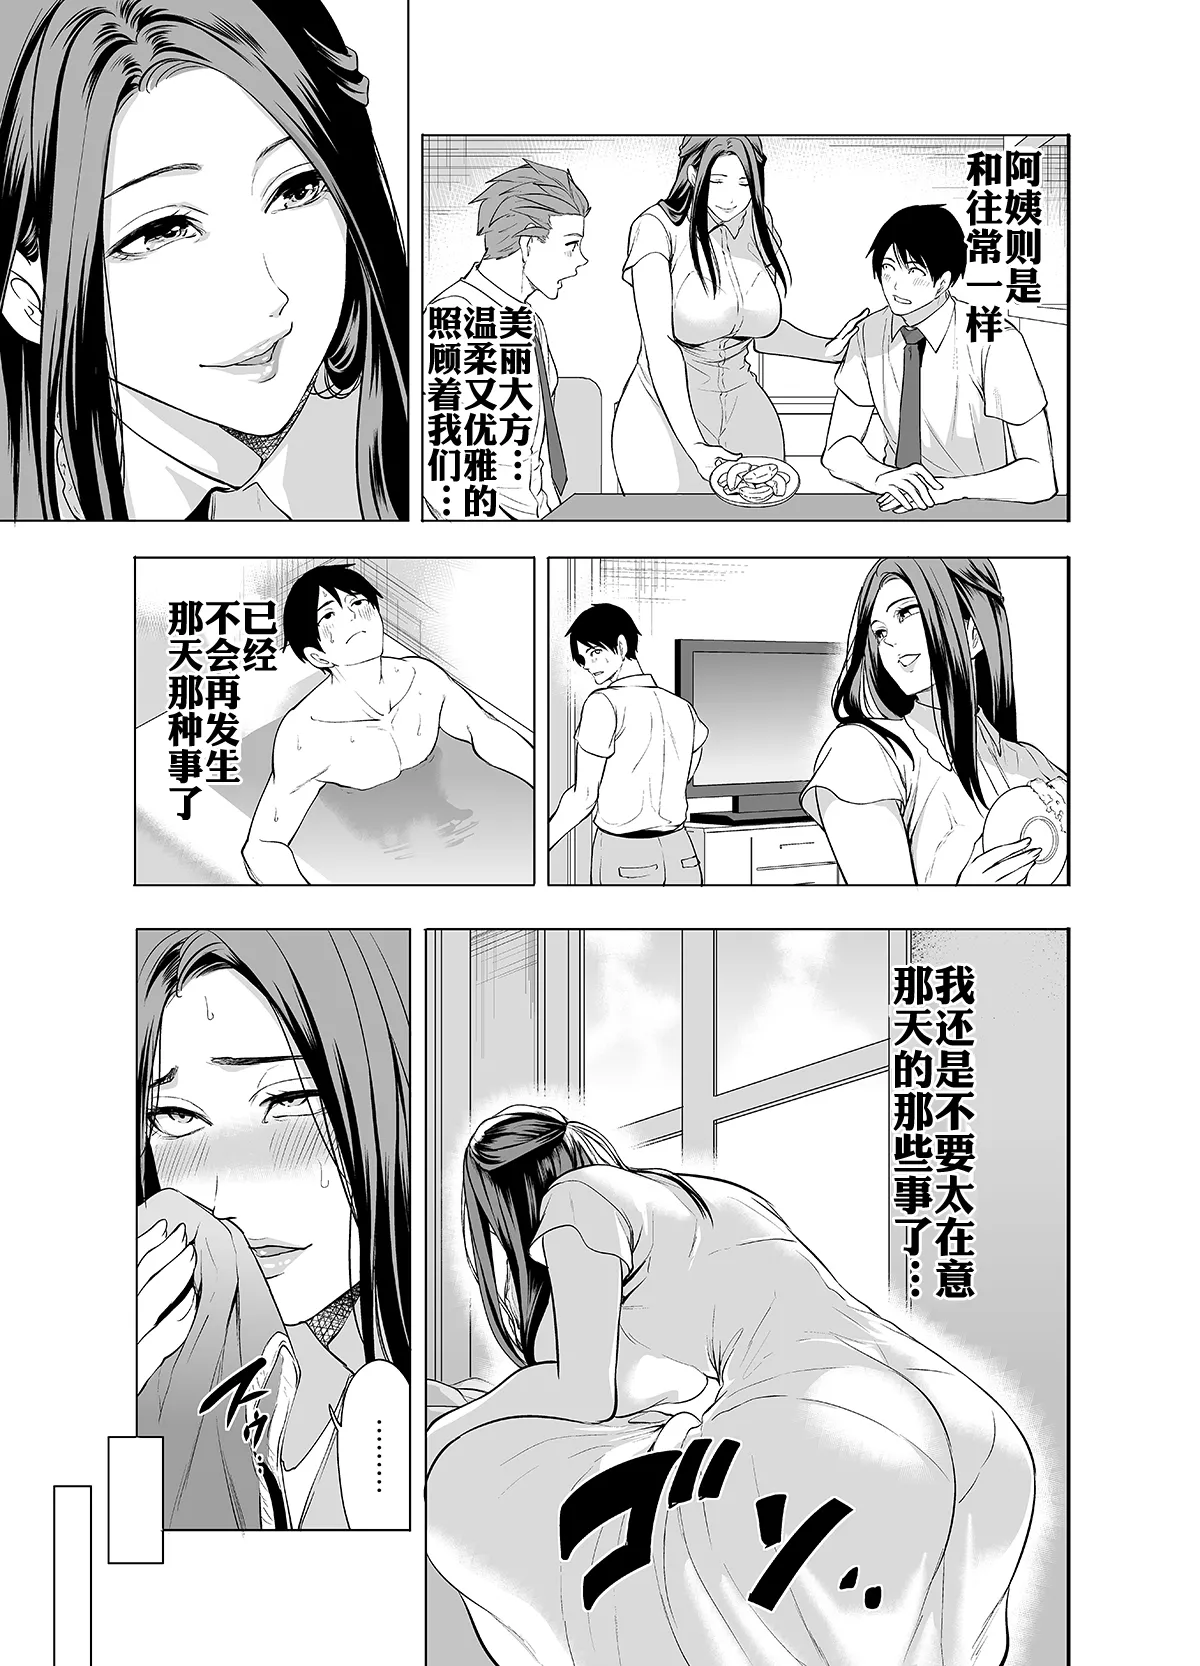 阿姨则是
和往常一样
美丽大方…
温柔又优雅的
照顾着我们…
已经
不会再发生
那天那种事了
我还是不要太在意
那天的那些事了…
ゴソ．
………
ドゥ…